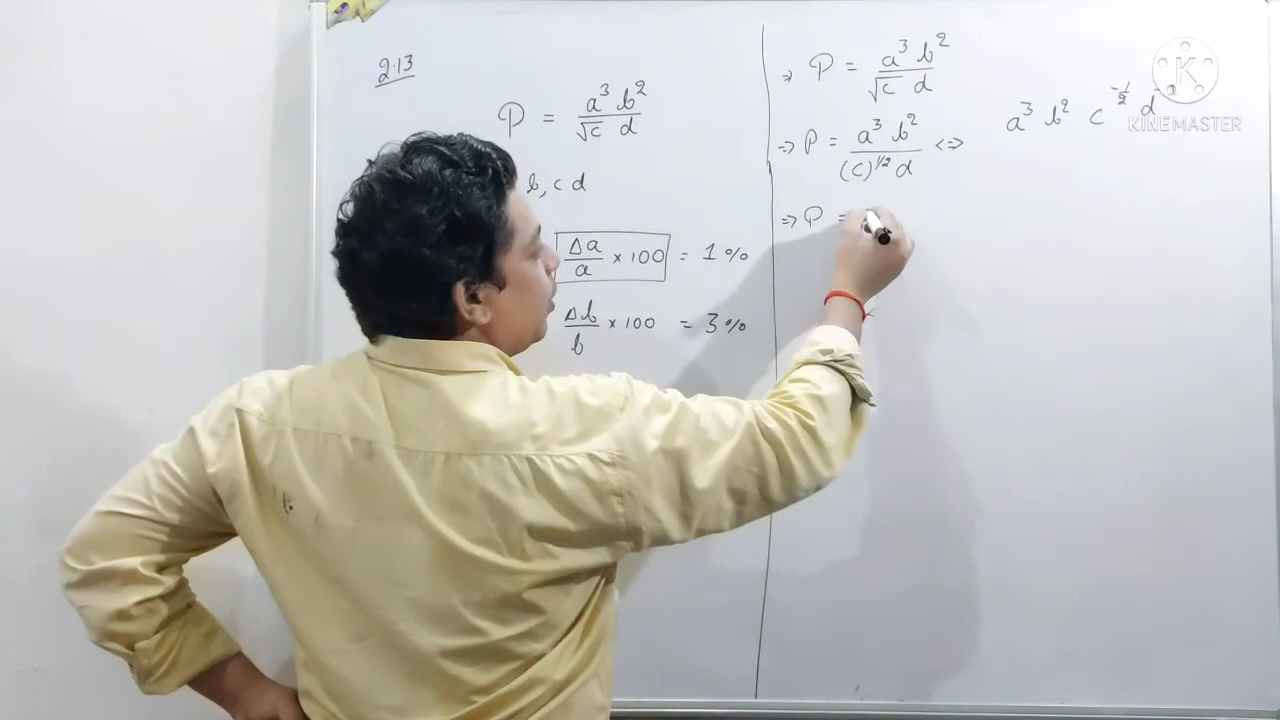 2.13
P = a³ b² / √c d
b, c d
Δa/a × 100 = 1%
Δb/b × 100 = 3%
⇒ P = a³ b² / √c d
⇒ P = a³ b² / (c)^1/2 d <=> a³ b² c^-1/2 d
⇒ P =
KINEMASTER